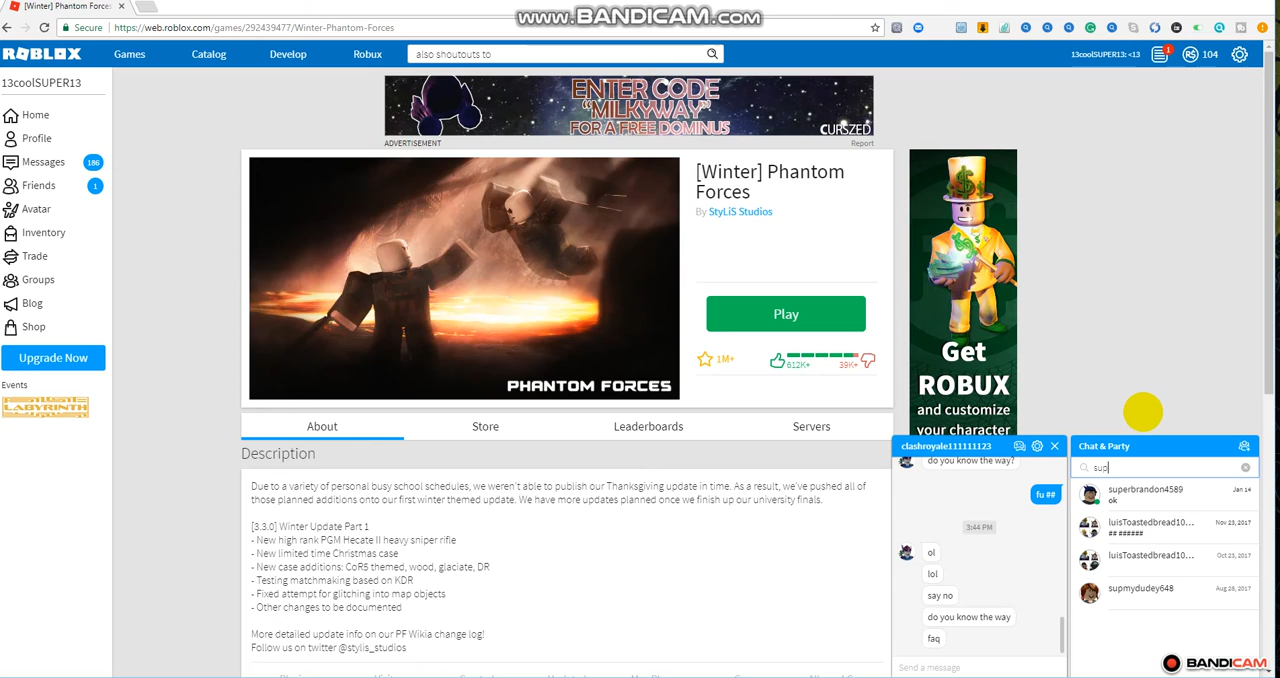 [Winter] Phantom Forces
www.BANDICAM.com
Secure
https://web.roblox.com/games/292439477/Winter-Phantom-Forces
ROBLOX
Games
Catalog
Develop
Robux
also shoutouts to
13coolSUPER13: <13
1
104
13coolSUPER13
Home
Profile
Messages
186
Friends
1
Avatar
Inventory
Trade
Groups
Blog
Shop
Upgrade Now
Events
LABYRINTH
ENTER CODE
"MILKYWAY"
FOR A FREE DOMINUS
CURSZED
ADVERTISEMENT
Report
PHANTOM FORCES
[Winter] Phantom
Forces
By StyLiS Studios
Play
1M+
612K+
39K+
About
Store
Leaderboards
Servers
Description
Due to a variety of personal busy school schedules, we weren't able to publish our Thanksgiving update in time. As a result, we've pushed all of
those planned additions onto our first winter themed update. We have more updates planned once we finish up our university finals.
[3.3.0] Winter Update Part 1
- New high rank PGM Hecate II heavy sniper rifle
- New limited time Christmas case
- New case additions: CoR5 themed, wood, glaciate, DR
- Testing matchmaking based on KDR
- Fixed attempt for glitching into map objects
- Other changes to be documented
More detailed update info on our PF Wikia change log!
Follow us on twitter @stylis_studios
Get
ROBUX
and customize
your character
clashroyale111111123
do you know the way?
fu ##
3:44 PM
ol
lol
say no
do you know the way
faq
Send a message
Chat & Party
sup
superbrandon4589
Jan 14
ok
luisToastedbread10...
Nov 23, 2017
## ######
luisToastedbread10...
Oct 23, 2017
supmydudey648
Aug 28, 2017
BANDICAM